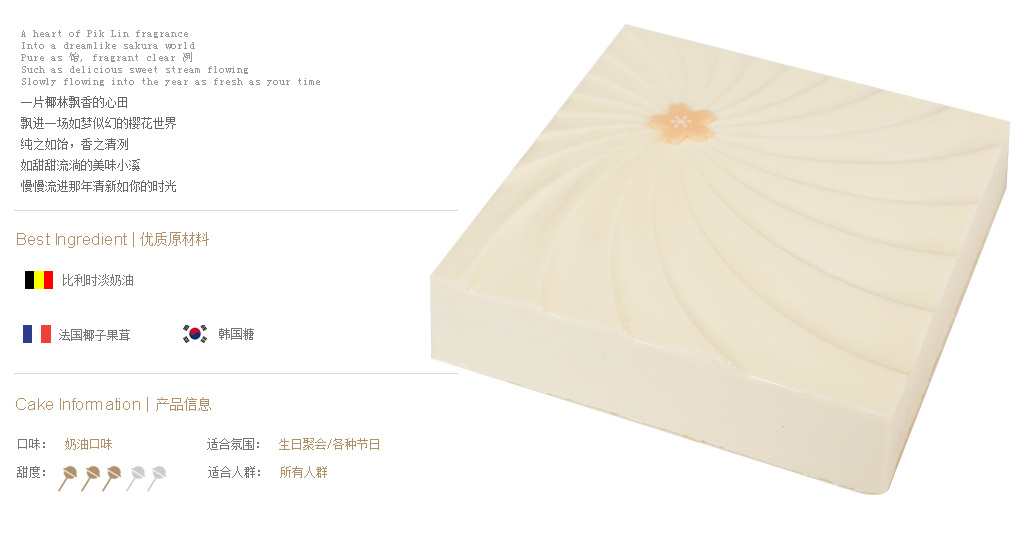 A heart of Pik Lin fragrance
Into a dreamlike sakura world
Pure as 饴, fragrant clear 冽
Such as delicious sweet stream flowing
Slowly flowing into the year as fresh as your time
一片椰林飘香的心田
飘进一场如梦似幻的樱花世界
纯之如饴，香之清冽
如甜甜流淌的美味小溪
慢慢流进那年清新如你的时光
Best Ingredient | 优质原材料
比利时淡奶油
法国椰子果茸 韩国糖
Cake Information | 产品信息
口味： 奶油口味 适合氛围： 生日聚会/各种节日
甜度： 适合人群： 所有人群